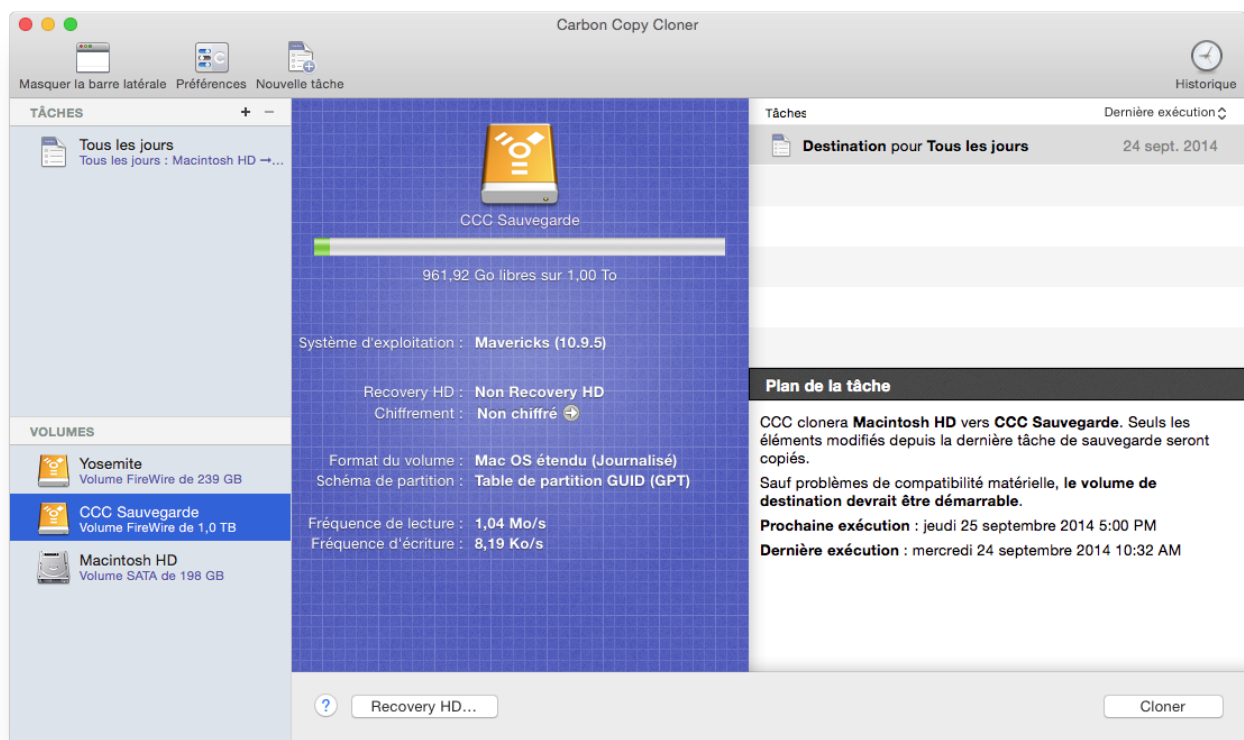 Carbon Copy Cloner
Masquer la barre latérale
Préférences
Nouvelle tâche
Historique
TÂCHES + −
Tous les jours
Tous les jours : Macintosh HD →...
VOLUMES
Yosemite
Volume FireWire de 239 GB
CCC Sauvegarde
Volume FireWire de 1,0 TB
Macintosh HD
Volume SATA de 198 GB
CCC Sauvegarde
961,92 Go libres sur 1,00 To
Système d'exploitation : Mavericks (10.9.5)
Recovery HD : Non Recovery HD
Chiffrement : Non chiffré
Format du volume : Mac OS étendu (Journalisé)
Schéma de partition : Table de partition GUID (GPT)
Fréquence de lecture : 1,04 Mo/s
Fréquence d'écriture : 8,19 Ko/s
Tâches
Dernière exécution
Destination pour Tous les jours
24 sept. 2014
Plan de la tâche
CCC clonera Macintosh HD vers CCC Sauvegarde. Seuls les
éléments modifiés depuis la dernière tâche de sauvegarde seront
copiés.
Sauf problèmes de compatibilité matérielle, le volume de
destination devrait être démarrable.
Prochaine exécution : jeudi 25 septembre 2014 5:00 PM
Dernière exécution : mercredi 24 septembre 2014 10:32 AM
?
Recovery HD...
Cloner